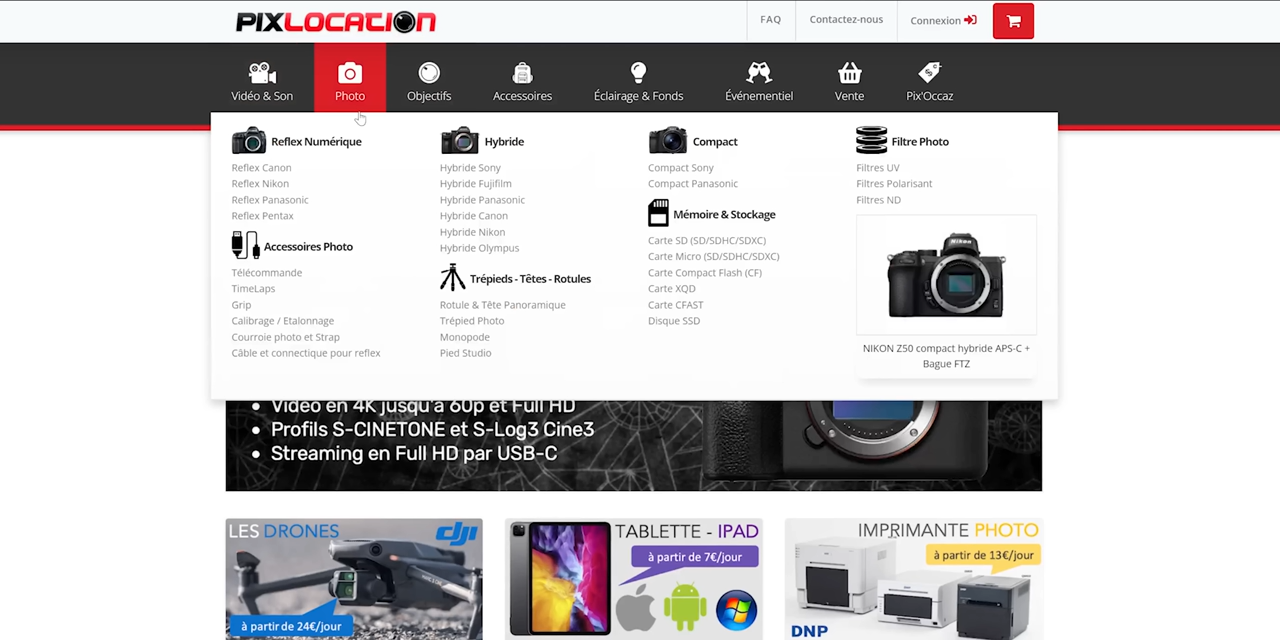 PIXLOCATION
FAQ
Contactez-nous
Connexion
Vidéo & Son
Photo
Objectifs
Accessoires
Éclairage & Fonds
Événementiel
Vente
Pix'Occaz
Reflex Numérique
Reflex Canon
Reflex Nikon
Reflex Panasonic
Reflex Pentax
Accessoires Photo
Télécommande
TimeLaps
Grip
Calibrage / Etalonnage
Courroie photo et Strap
Câble et connectique pour reflex
Hybride
Hybride Sony
Hybride Fujifilm
Hybride Panasonic
Hybride Canon
Hybride Nikon
Hybride Olympus
Trépieds - Têtes - Rotules
Rotule & Tête Panoramique
Trépied Photo
Monopode
Pied Studio
Compact
Compact Sony
Compact Panasonic
Mémoire & Stockage
Carte SD (SD/SDHC/SDXC)
Carte Micro (SD/SDHC/SDXC)
Carte Compact Flash (CF)
Carte XQD
Carte CFAST
Disque SSD
Filtre Photo
Filtres UV
Filtres Polarisant
Filtres ND
Nikon
NIKON Z50 compact hybride APS-C +
Bague FTZ
• Vidéo en 4K jusqu'à 60p et Full HD
• Profils S-CINETONE et S-Log3 Cine3
• Streaming en Full HD par USB-C
LES DRONES
dji
à partir de 24€/jour
TABLETTE - IPAD
à partir de 7€/jour
IMPRIMANTE PHOTO
à partir de 13€/jour
DNP